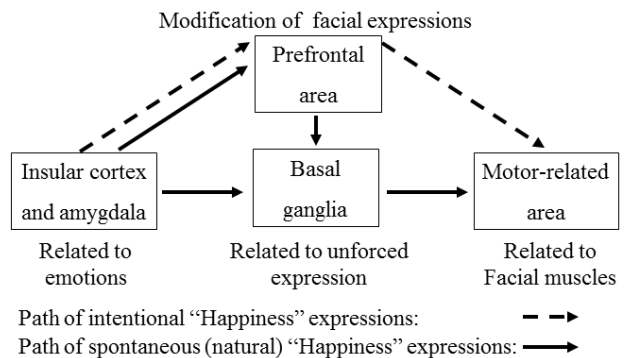 Modification of facial expressions
Prefrontal
area
Insular cortex
and amygdala
Basal
ganglia
Motor-related
area
Related to
emotions
Related to unforced
expression
Related to
Facial muscles
Path of intentional “Happiness” expressions:
Path of spontaneous (natural) “Happiness” expressions: